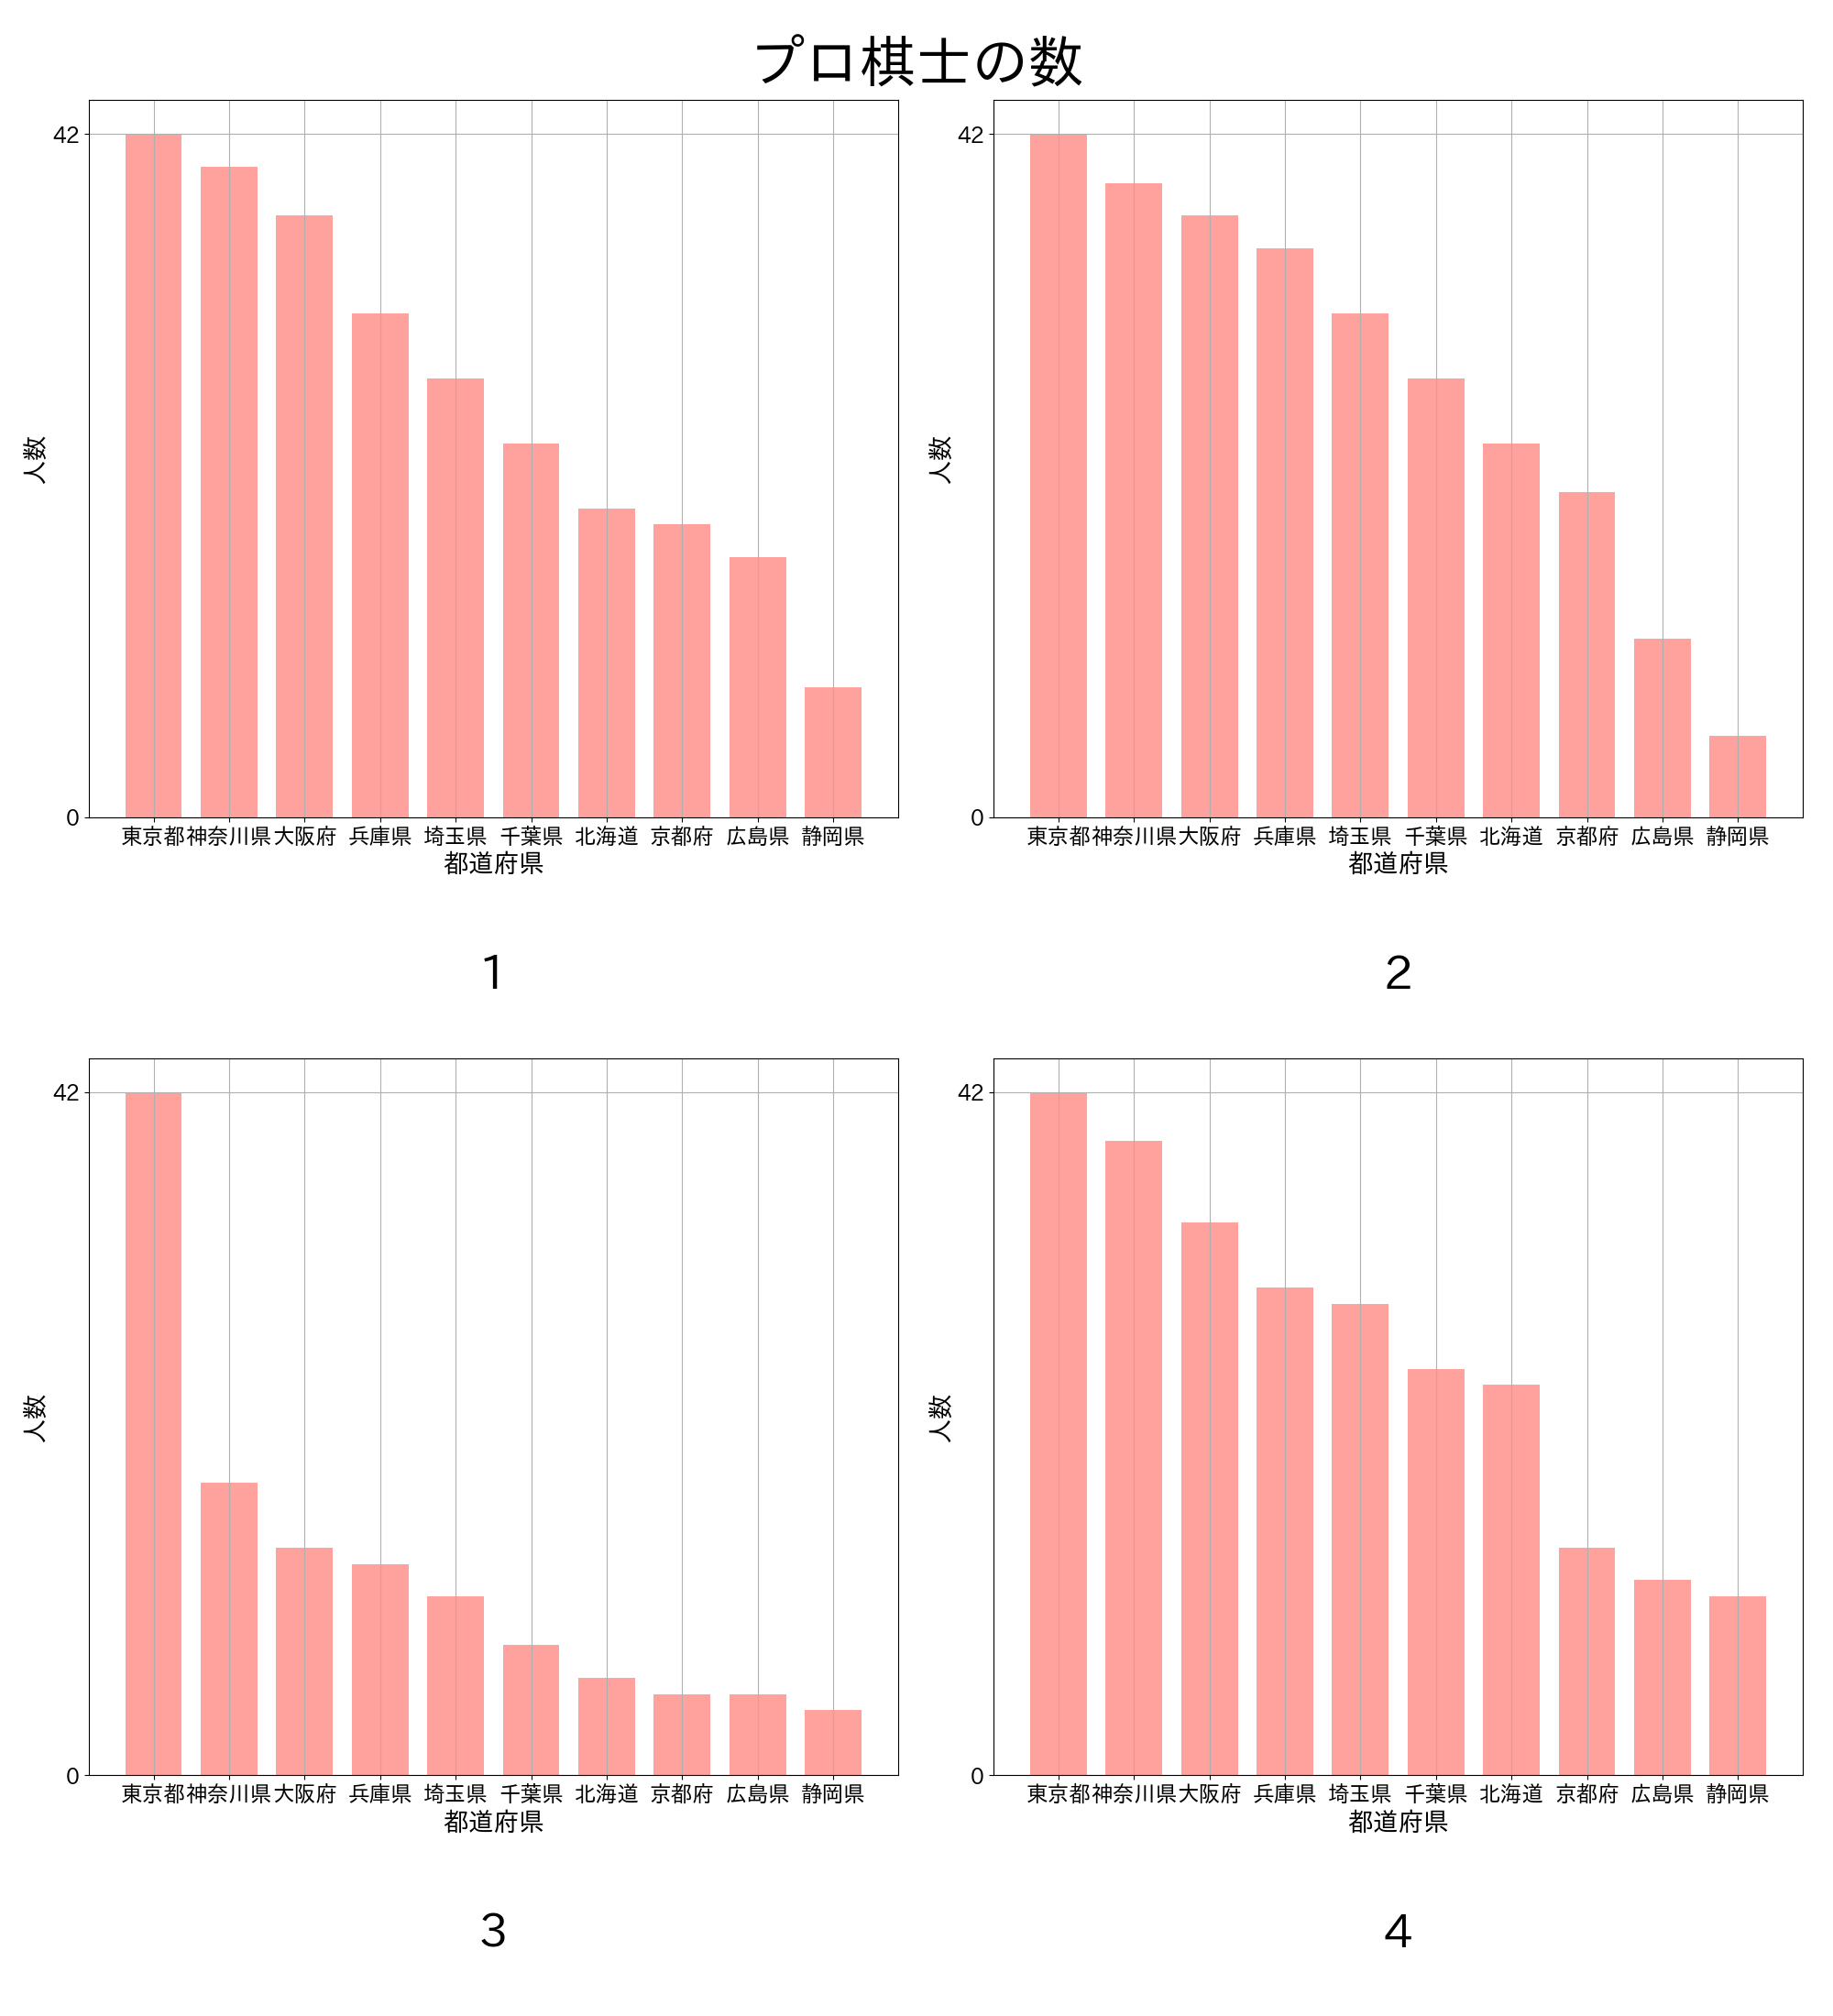 プロ棋士の数
42
人数
0
東京都 神奈川県 大阪府 兵庫県 埼玉県 千葉県 北海道 京都府 広島県 静岡県
都道府県
1
42
人数
0
東京都 神奈川県 大阪府 兵庫県 埼玉県 千葉県 北海道 京都府 広島県 静岡県
都道府県
2
42
人数
0
東京都 神奈川県 大阪府 兵庫県 埼玉県 千葉県 北海道 京都府 広島県 静岡県
都道府県
3
42
人数
0
東京都 神奈川県 大阪府 兵庫県 埼玉県 千葉県 北海道 京都府 広島県 静岡県
都道府県
4